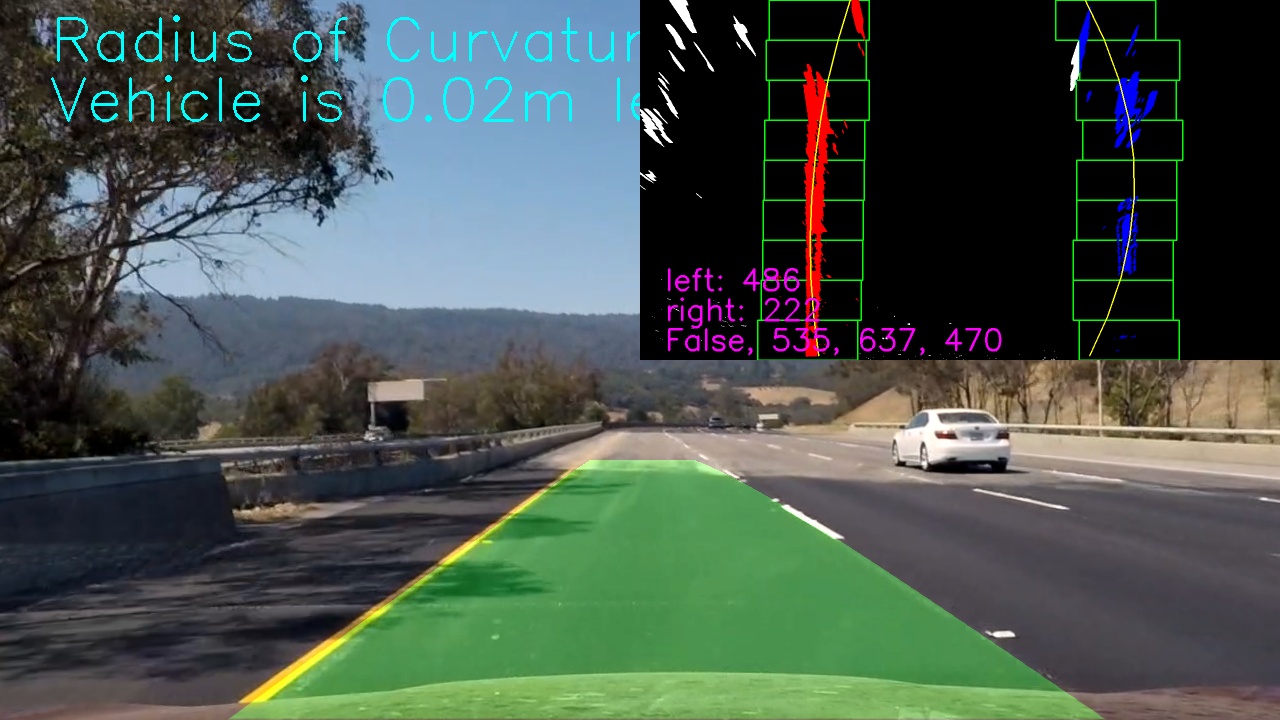 Radius of Curvatur
Vehicle is 0.02m le
left: 486
right: 222
False, 535, 637, 470